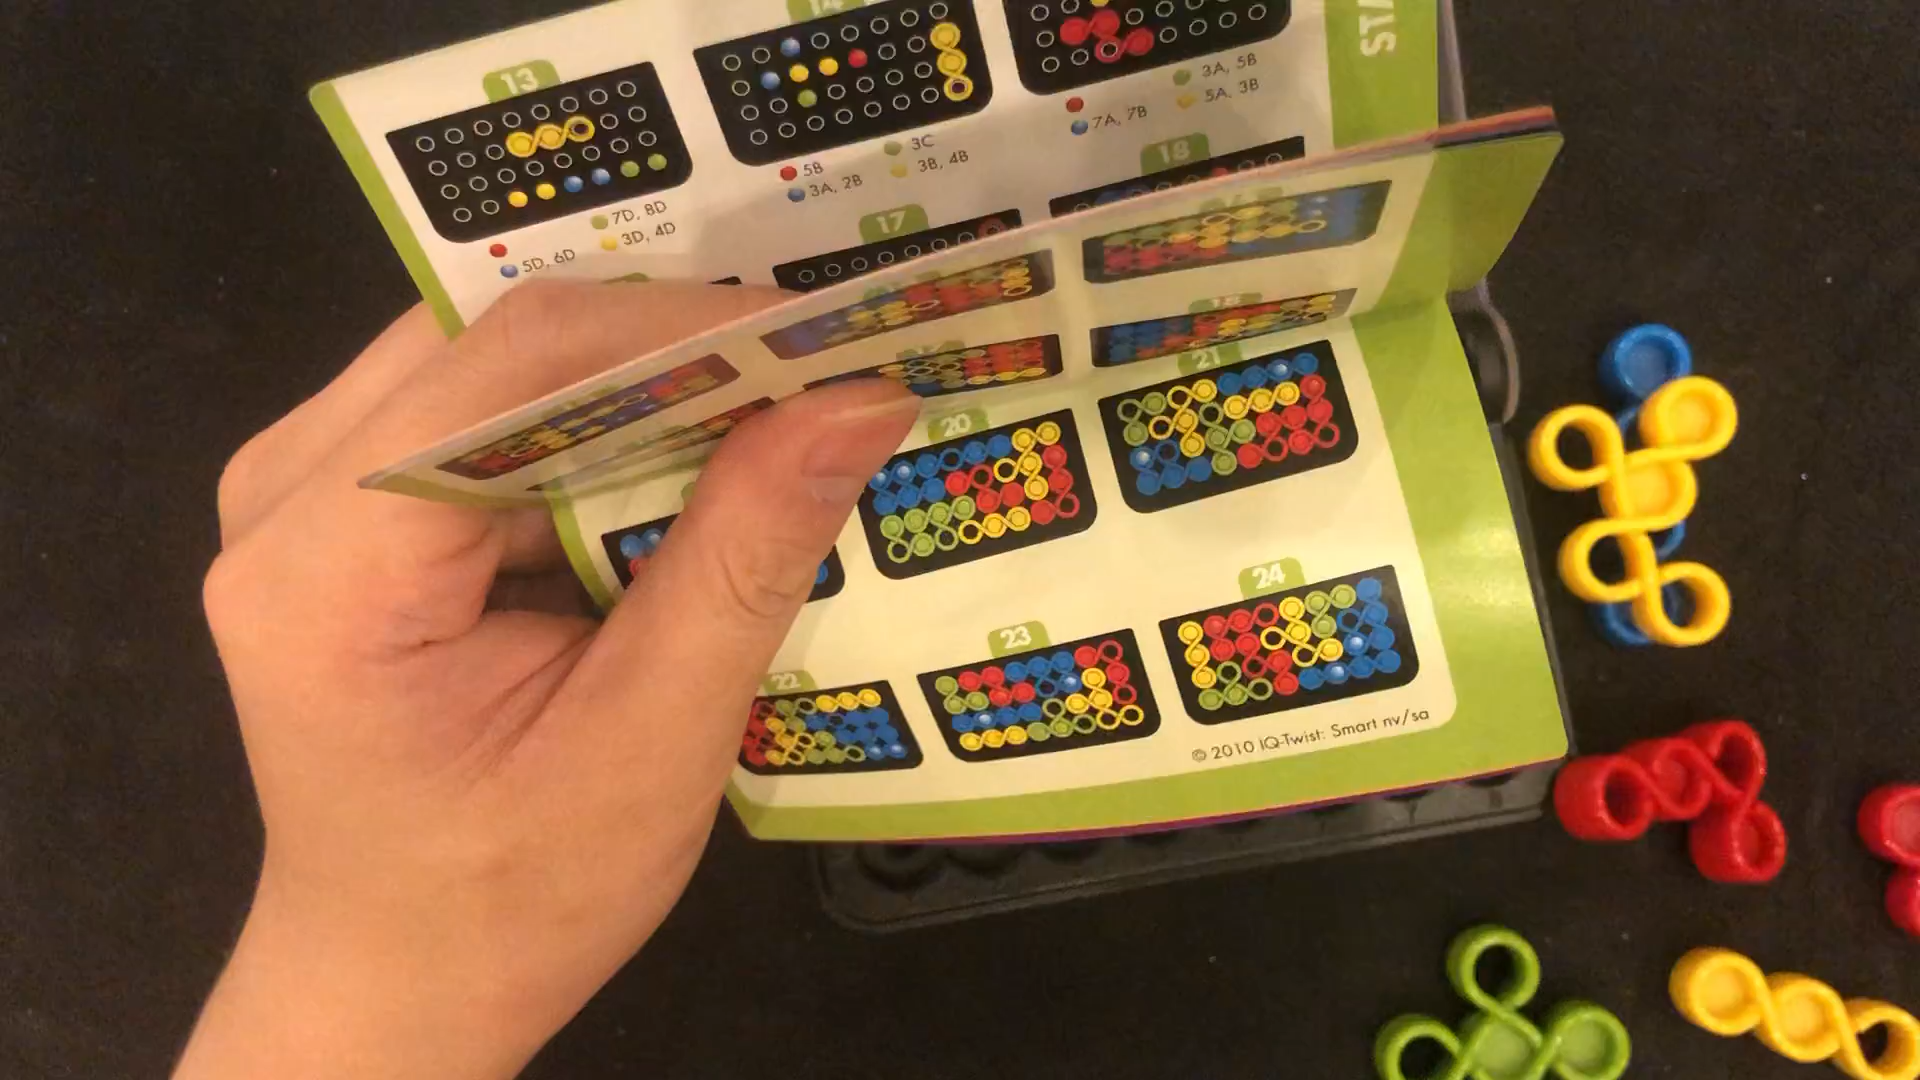 13
7D, 8D
3D, 4D
5D, 6D
14
5B
3C
3A, 2B
3B, 4B
3A, 5B
7A, 7B
5A, 3B
STA
17
18
20
21
22
23
24
© 2010 IQ-Twist: Smart nv/sa